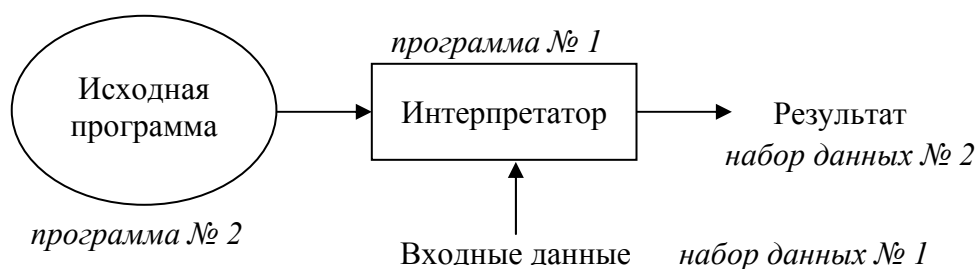 программа № 1
Исходная
программа
Интерпретатор
Результат
набор данных № 2
программа № 2
Входные данные
набор данных № 1